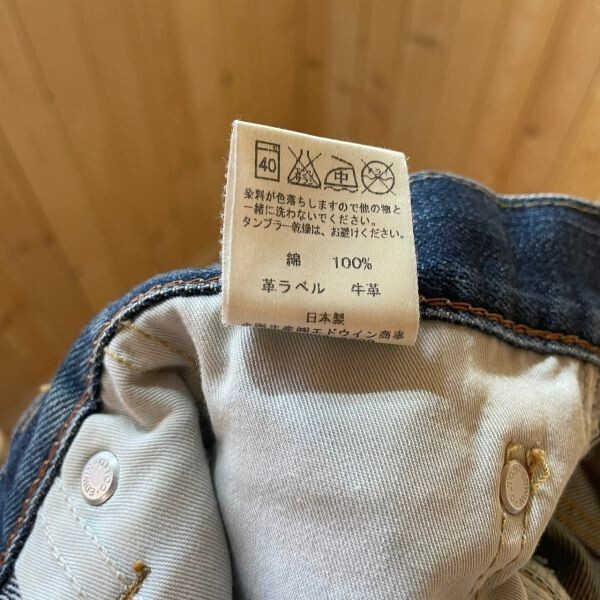 40
中
染料が色落ちしますので他の物と
一緒に洗わないでください。
タンブラー乾燥は、お避けください。
綿 100%
革ラベル 牛革
日本製
エドウイン商事